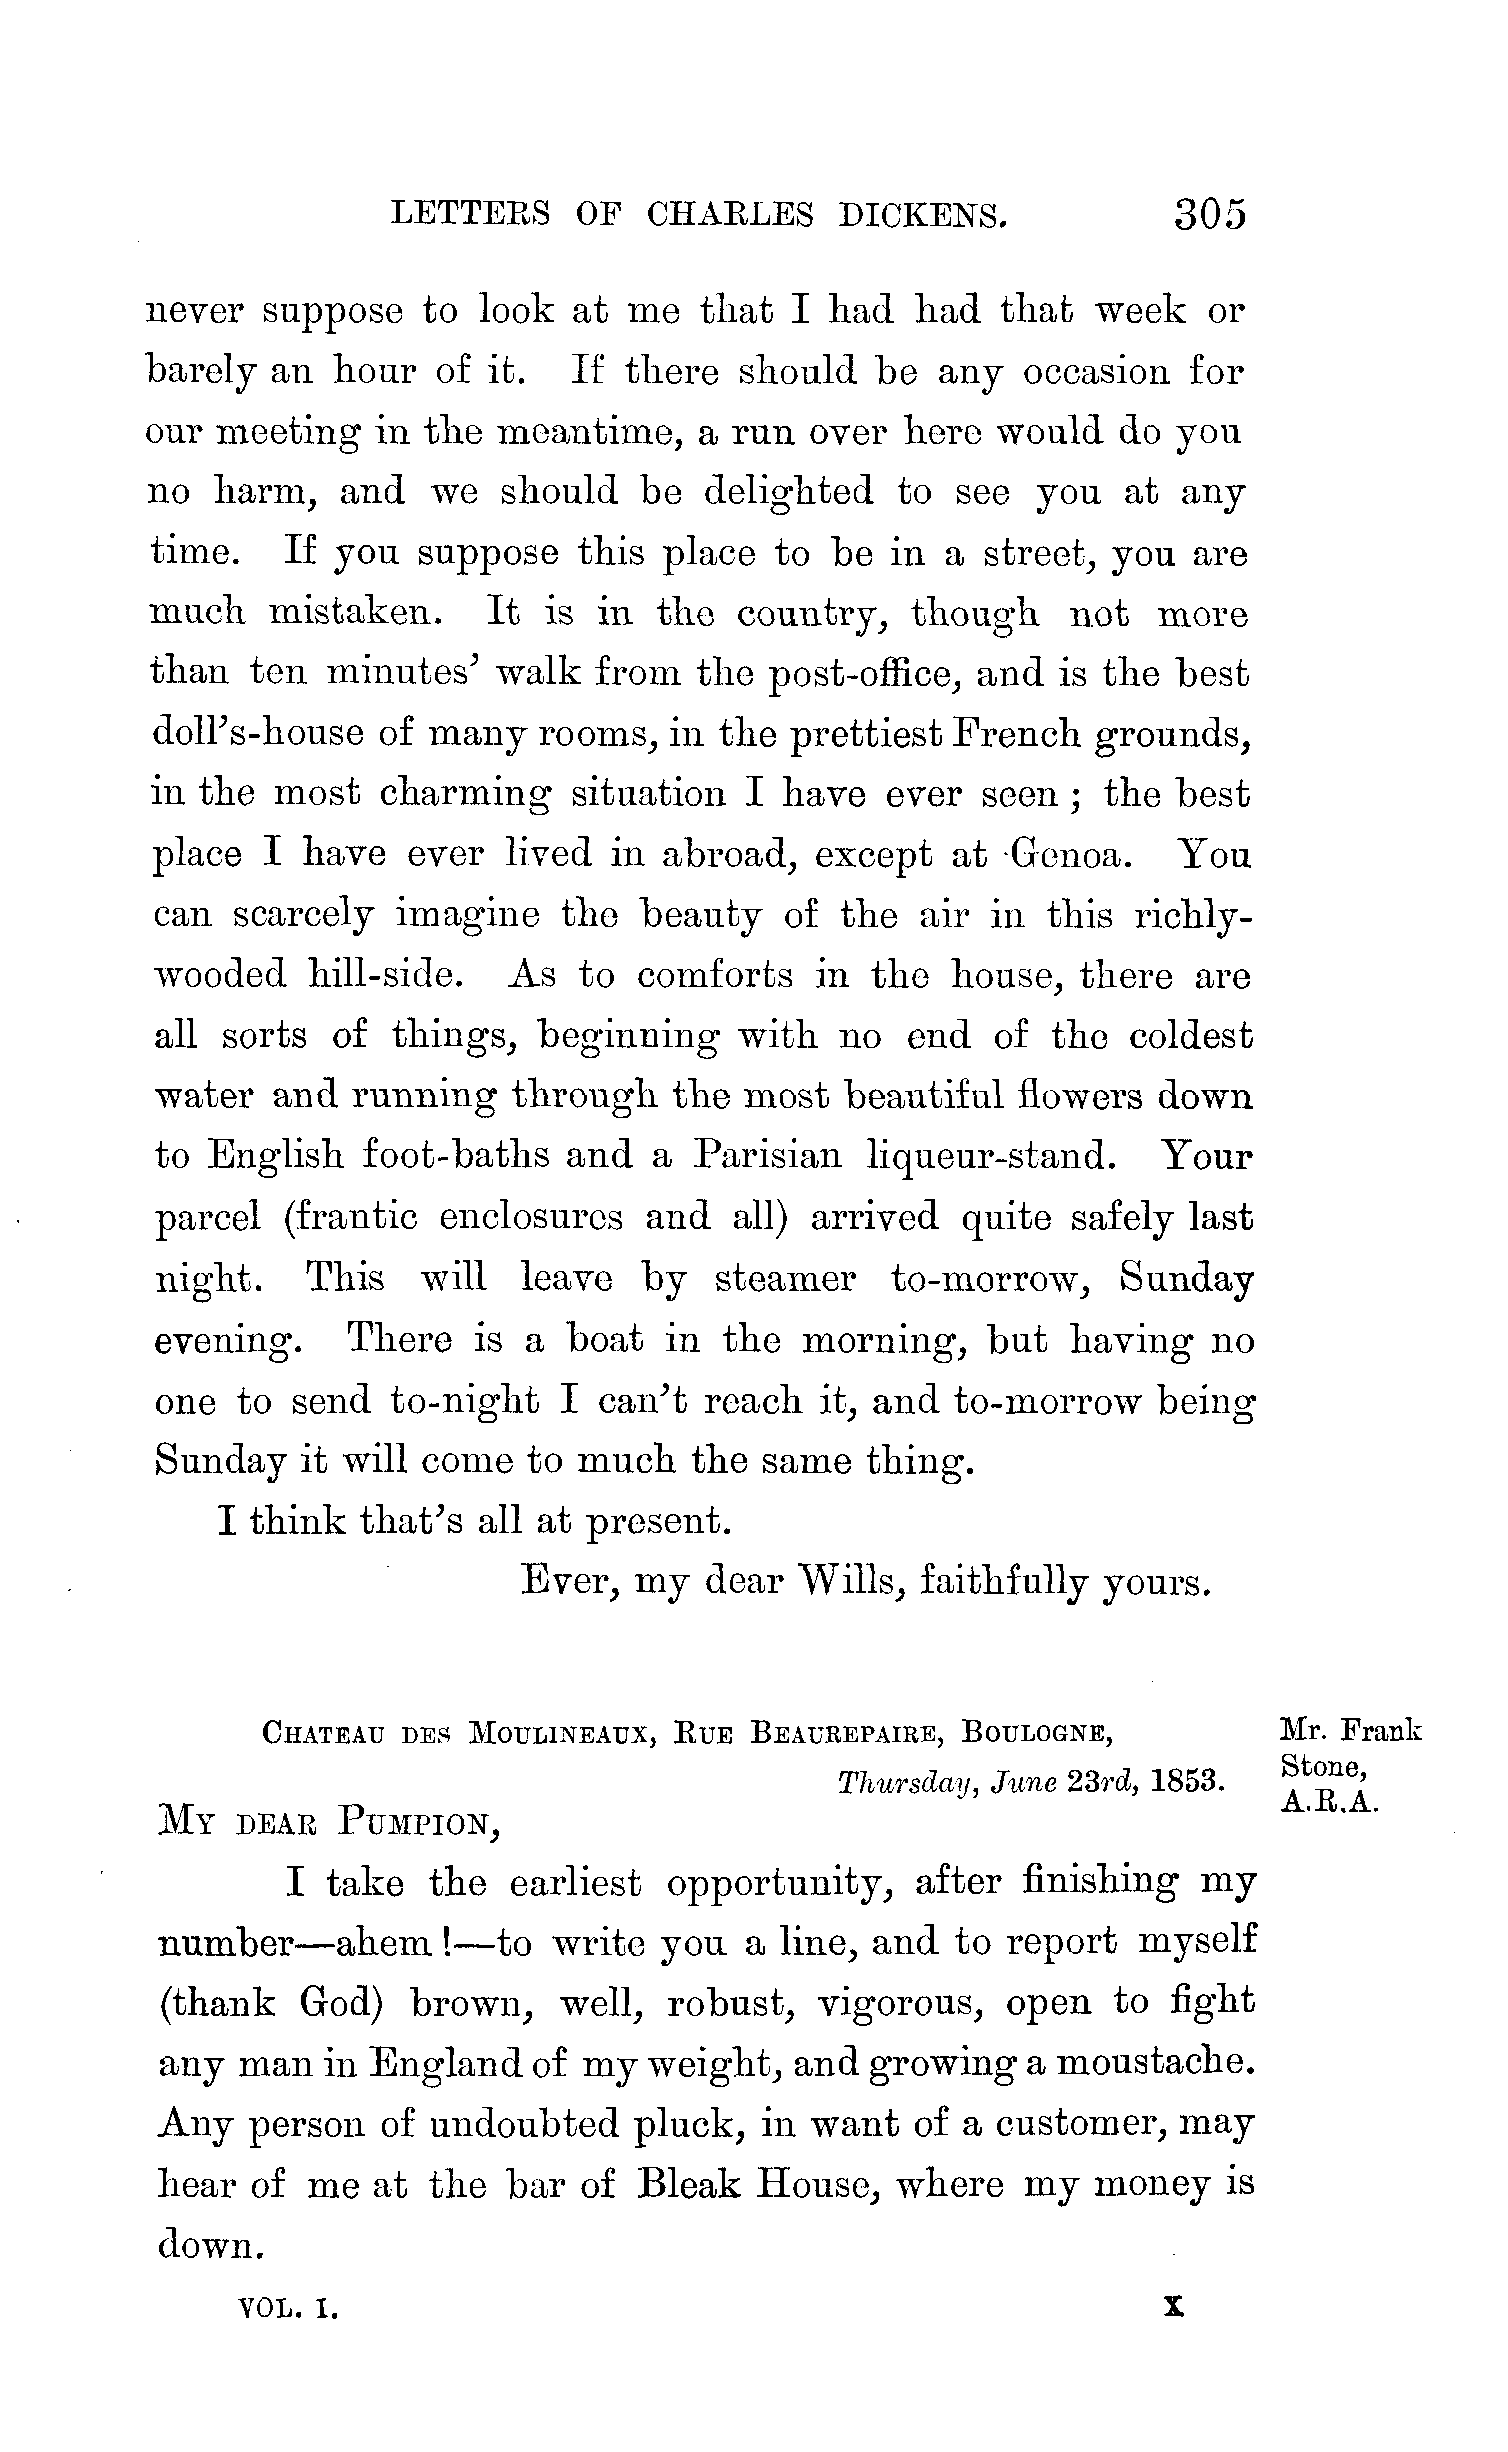 LETTERS OF CHARLES DICKENS. 305
never suppose to look at me that I had had that week or
barely an hour of it. If there should be any occasion for
our meeting in the meantime, a run over here would do you
no harm, and we should be delighted to see you at any
time. If you suppose this place to be in a street, you are
much mistaken. It is in the country, though not more
than ten minutes’ walk from the post-office, and is the best
doll’s-house of many rooms, in the prettiest French grounds,
in the most charming situation I have ever seen ; the best
place I have ever lived in abroad, except at Genoa. You
can scarcely imagine the beauty of the air in this richly-
wooded hill-side. As to comforts in the house, there are
all sorts of things, beginning with no end of the coldest
water and running through the most beautiful flowers down
to English foot-baths and a Parisian liqueur-stand. Your
parcel (frantic enclosures and all) arrived quite safely last
night. This will leave by steamer to-morrow, Sunday
evening. There is a boat in the morning, but having no
one to send to-night I can’t reach it, and to-morrow being
Sunday it will come to much the same thing.
I think that’s all at present.
Ever, my dear Wills, faithfully yours.
CHATEAU DES MOULINEAUX, RUE BEAUREPAIRE, BOULOGNE,
Thursday, June 23rd, 1853.
Mr. Frank
Stone,
A.R.A.
MY DEAR PUMPION,
I take the earliest opportunity, after finishing my
number—ahem !—to write you a line, and to report myself
(thank God) brown, well, robust, vigorous, open to fight
any man in England of my weight, and growing a moustache.
Any person of undoubted pluck, in want of a customer, may
hear of me at the bar of Bleak House, where my money is
down.
VOL. I. X